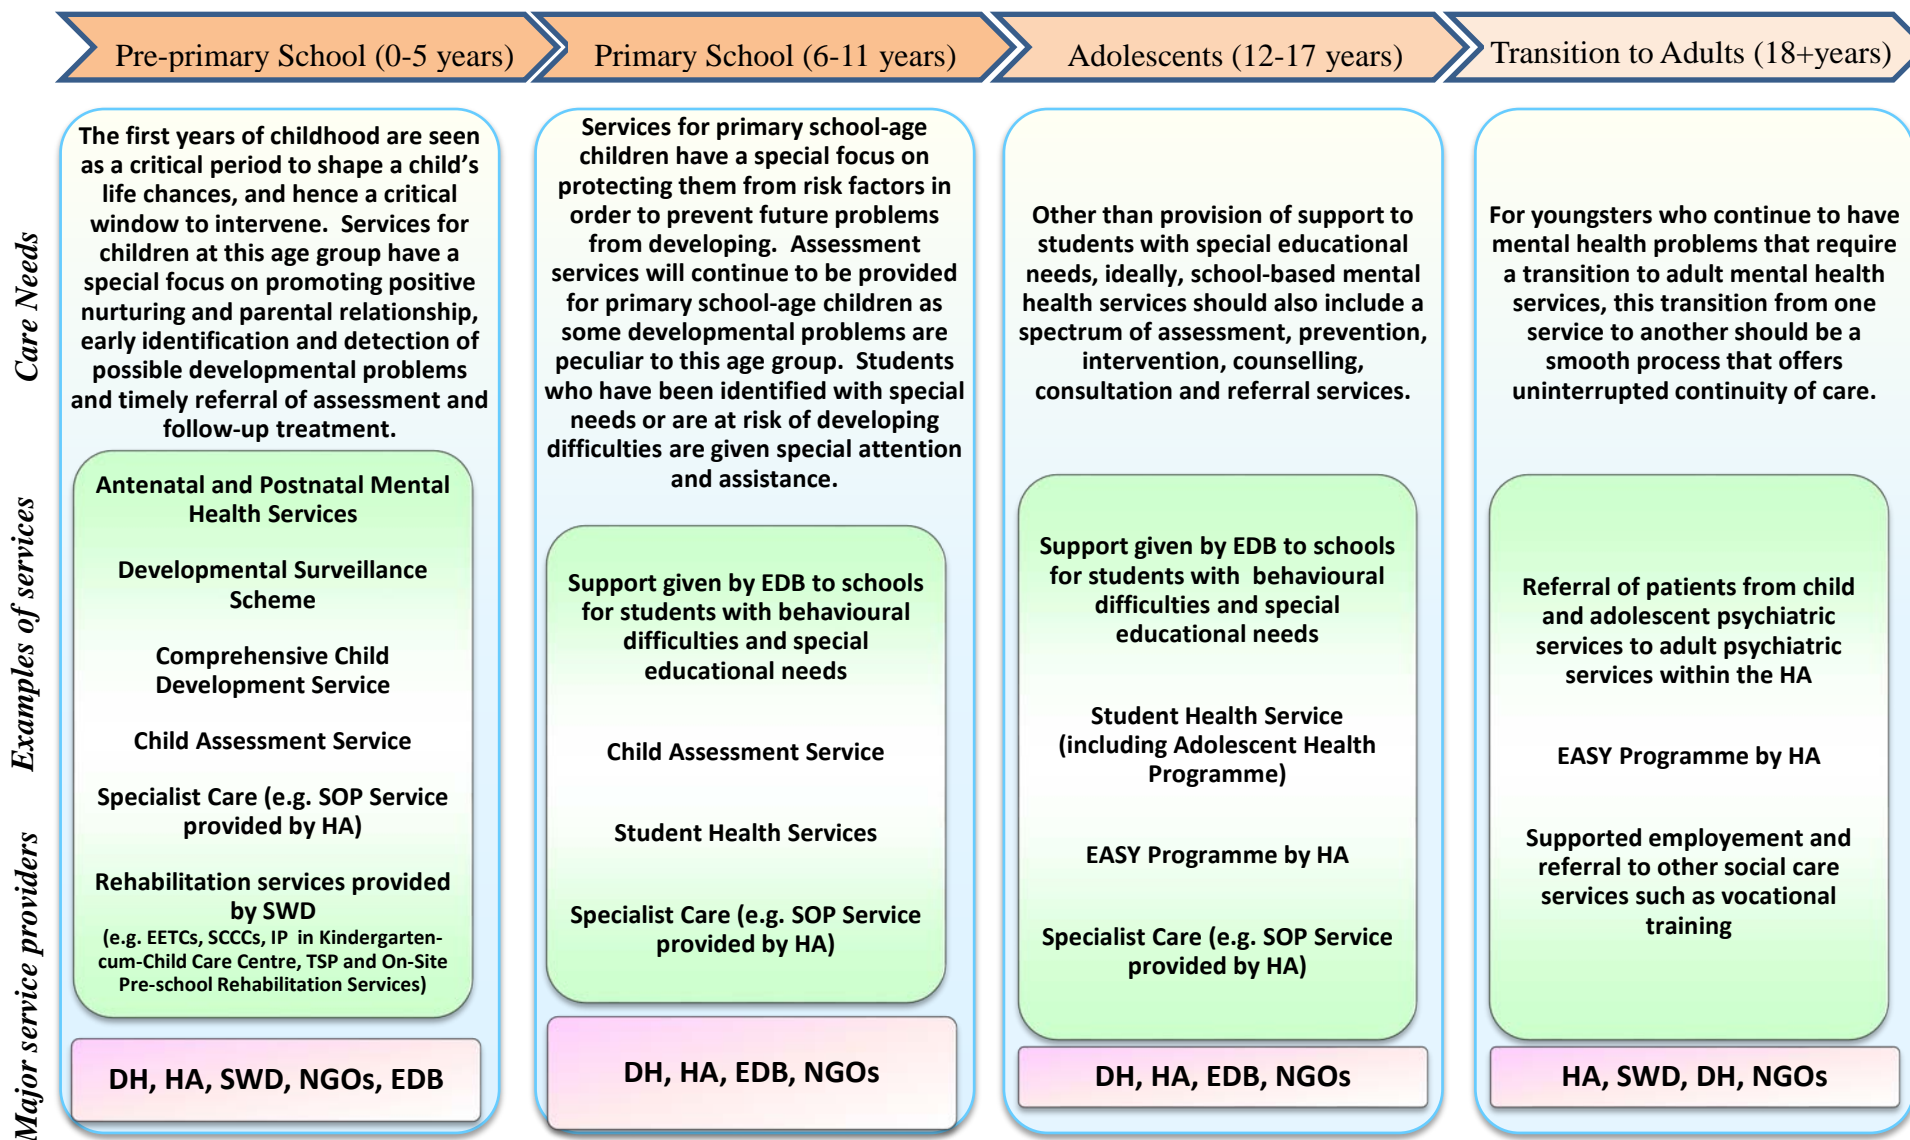 Pre-primary School (0-5 years)
Primary School (6-11 years)
Adolescents (12-17 years)
Transition to Adults (18+years)
Care Needs
The first years of childhood are seen
as a critical period to shape a child’s
life chances, and hence a critical
window to intervene.  Services for
children at this age group have a
special focus on promoting positive
nurturing and parental relationship,
early identification and detection of
possible developmental problems
and timely referral of assessment and
follow-up treatment.
Services for primary school-age
children have a special focus on
protecting them from risk factors in
order to prevent future problems
from developing.  Assessment
services will continue to be provided
for primary school-age children as
some developmental problems are
peculiar to this age group.  Students
who have been identified with special
needs or are at risk of developing
difficulties are given special attention
and assistance.
Other than provision of support to
students with special educational
needs, ideally, school-based mental
health services should also include a
spectrum of assessment, prevention,
intervention, counselling,
consultation and referral services.
For youngsters who continue to have
mental health problems that require
a transition to adult mental health
services, this transition from one
service to another should be a
smooth process that offers
uninterrupted continuity of care.
Examples of services
Antenatal and Postnatal Mental
Health Services
Developmental Surveillance
Scheme
Comprehensive Child
Development Service
Child Assessment Service
Specialist Care (e.g. SOP Service
provided by HA)
Rehabilitation services provided
by SWD
(e.g. EETCs, SCCCs, IP  in Kindergarten-
cum-Child Care Centre, TSP and On-Site
Pre-school Rehabilitation Services)
Support given by EDB to schools
for students with behavioural
difficulties and special
educational needs
Child Assessment Service
Student Health Services
Specialist Care (e.g. SOP Service
provided by HA)
Support given by EDB to schools
for students with  behavioural
difficulties and special
educational needs
Student Health Service
(including Adolescent Health
Programme)
EASY Programme by HA
Specialist Care (e.g. SOP Service
provided by HA)
Referral of patients from child
and adolescent psychiatric
services to adult psychiatric
services within the HA
EASY Programme by HA
Supported employement and
referral to other social care
services such as vocational
training
Major service providers
DH, HA, SWD, NGOs, EDB
DH, HA, EDB, NGOs
DH, HA, EDB, NGOs
HA, SWD, DH, NGOs